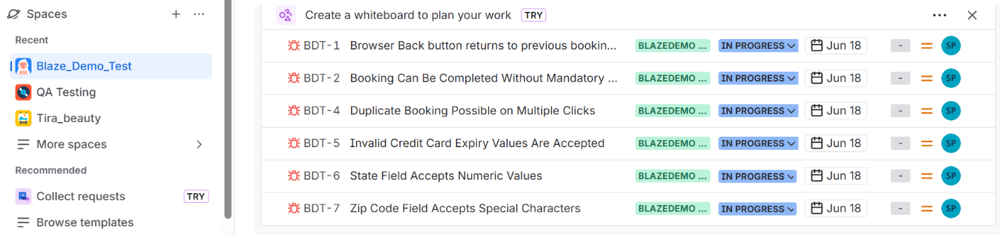 Spaces
Recent
Blaze_Demo_Test
QA Testing
Tira_beauty
More spaces
Recommended
Collect requests TRY
Browse templates
Create a whiteboard to plan your work TRY
BDT-1 Browser Back button returns to previous bookin... BLAZEDEMO ... IN PROGRESS Jun 18 - SP
BDT-2 Booking Can Be Completed Without Mandatory ... BLAZEDEMO ... IN PROGRESS Jun 18 - SP
BDT-4 Duplicate Booking Possible on Multiple Clicks BLAZEDEMO ... IN PROGRESS Jun 18 - SP
BDT-5 Invalid Credit Card Expiry Values Are Accepted BLAZEDEMO ... IN PROGRESS Jun 18 - SP
BDT-6 State Field Accepts Numeric Values BLAZEDEMO ... IN PROGRESS Jun 18 - SP
BDT-7 Zip Code Field Accepts Special Characters BLAZEDEMO ... IN PROGRESS Jun 18 - SP